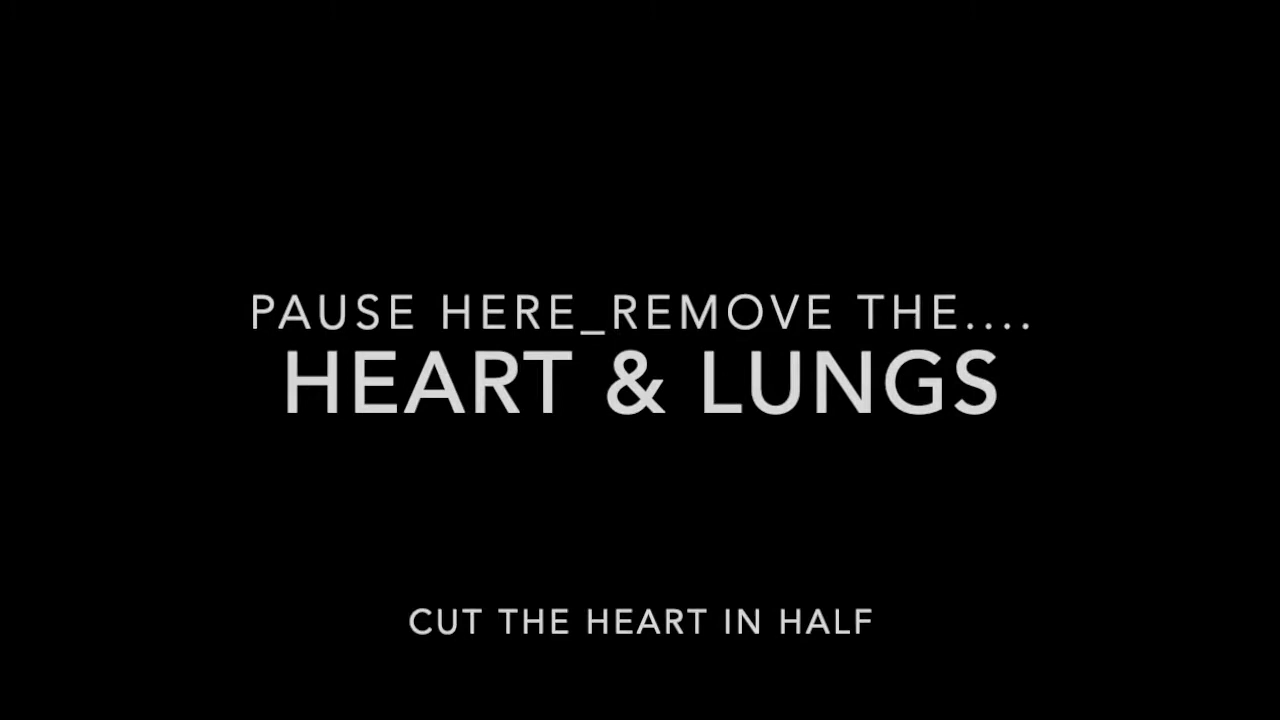 PAUSE HERE_REMOVE THE....
HEART & LUNGS
CUT THE HEART IN HALF